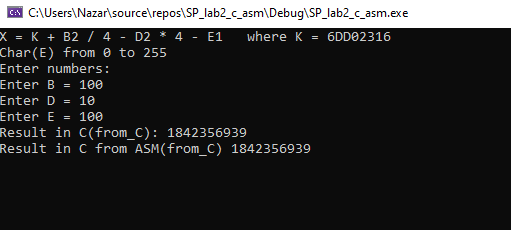 C:\Users\Nazar\source\repos\SP_lab2_c_asm\Debug\SP_lab2_c_asm.exe
X = K + B2 / 4 - D2 * 4 - E1   where K = 6DD02316
Char(E) from 0 to 255
Enter numbers:
Enter B = 100
Enter D = 10
Enter E = 100
Result in C(from_C): 1842356939
Result in C from ASM(from_C) 1842356939